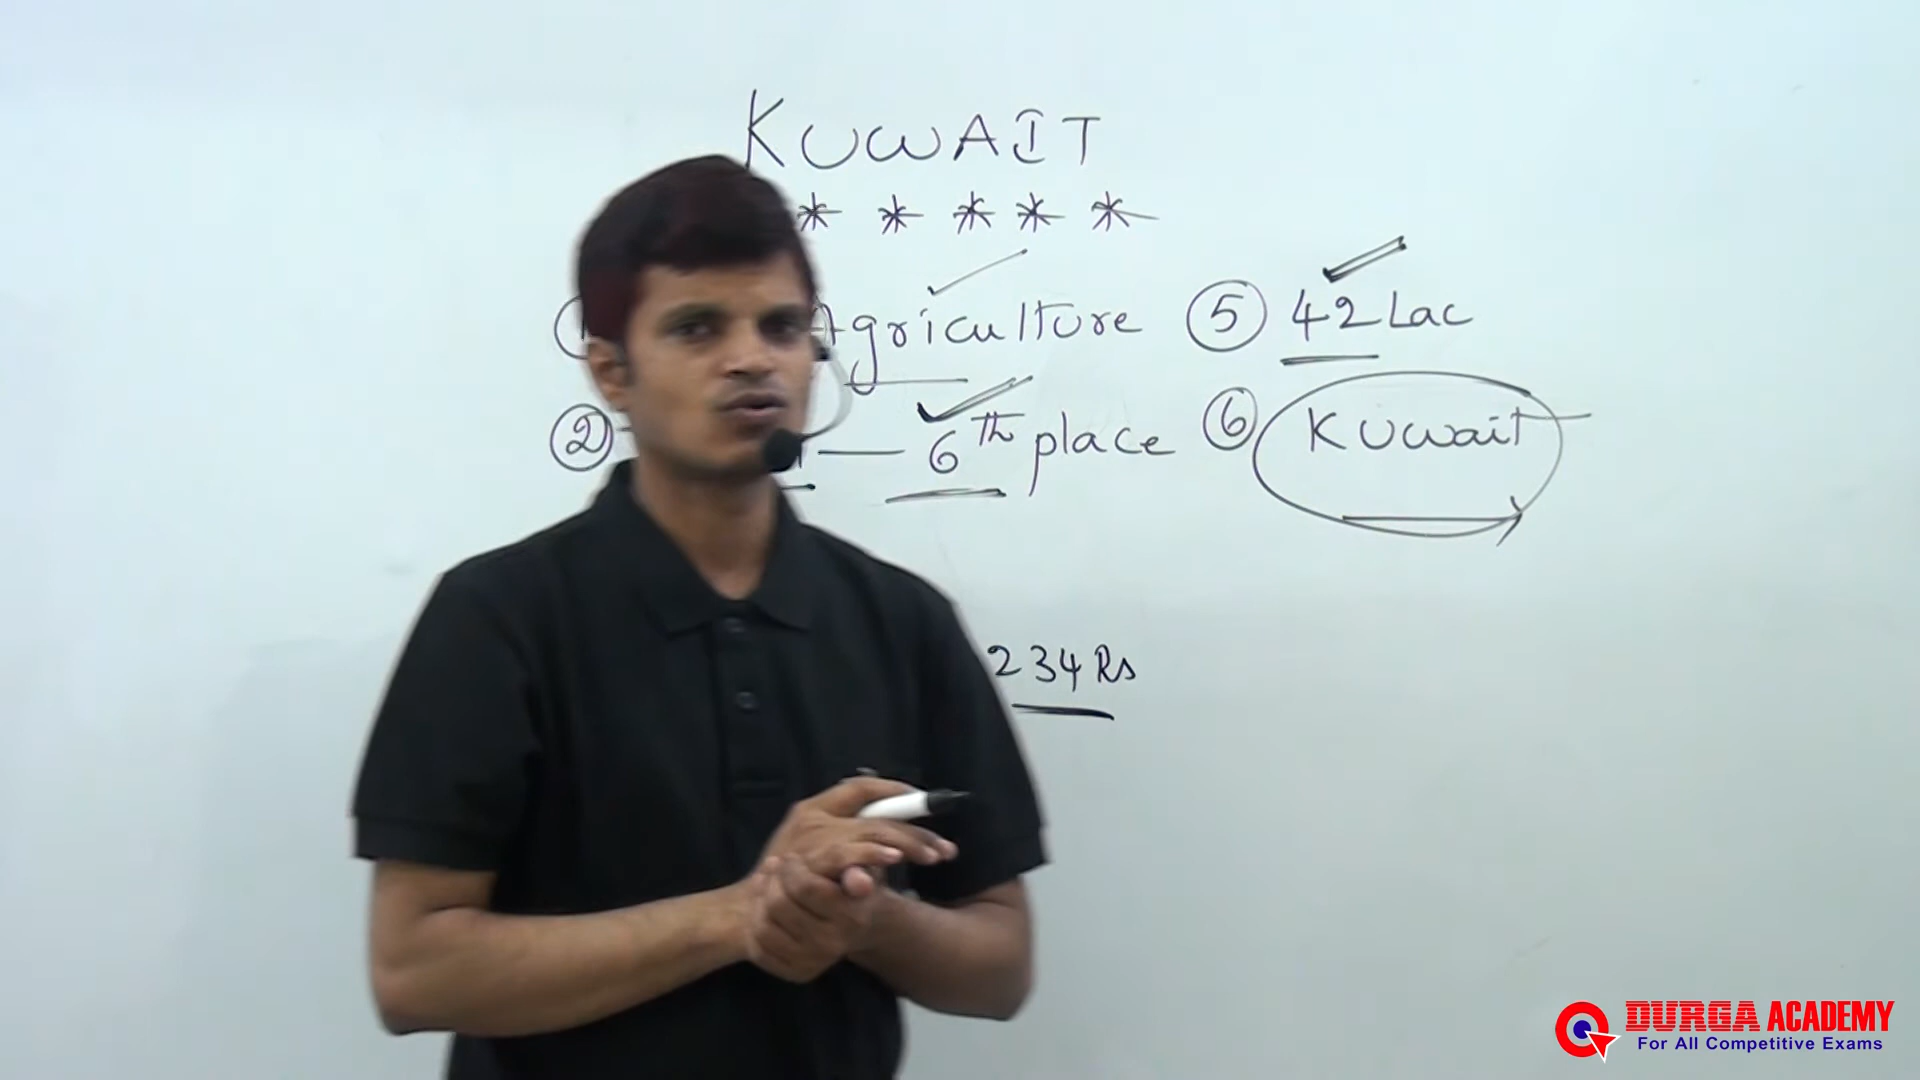 KUWAIT
* * * * *
Agriculture
② — 6th place
⑤ 42 Lac
⑥ Kuwait
234 Rs
DURGA ACADEMY
For All Competitive Exams